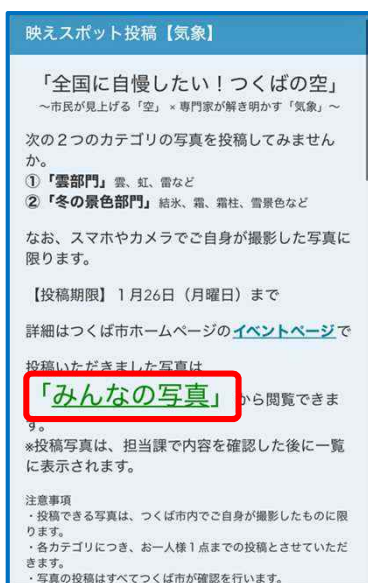 映えスポット投稿【気象】
「全国に自慢したい！つくばの空」
～市民が見上げる「空」×専門家が解き明かす「気象」～
次の２つのカテゴリの写真を投稿してみません
か。
①「雲部門」雲、虹、雷など
②「冬の景色部門」結氷、霜、霜柱、雪景色など
なお、スマホやカメラでご自身が撮影した写真に
限ります。
【投稿期限】１月26日（月曜日）まで
詳細はつくば市ホームページのイベントページで
投稿いただきました写真は
「みんなの写真」から閲覧できま
す。
※投稿写真は、担当課で内容を確認した後に一覧
に表示されます。
注意事項
・投稿できる写真は、つくば市内でご自身が撮影したものに限
ります。
・各カテゴリにつき、お一人様１点までの投稿とさせていただ
きます。
・写真の投稿はすべてつくば市が確認を行います。